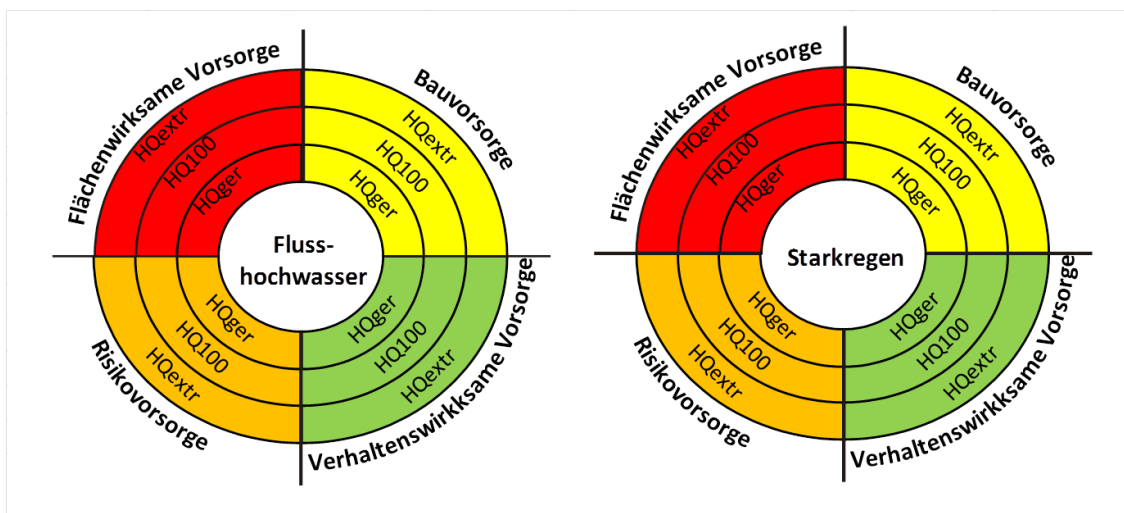 Flächenwirksame Vorsorge
Bauvorsorge
HQextr
HQ100
HQger
HQextr
HQ100
HQger
Fluss-
hochwasser
HQger
HQ100
HQextr
HQger
HQ100
HQextr
Risikovorsorge
Verhaltenswirkksame Vorsorge
Flächenwirksame Vorsorge
Bauvorsorge
HQextr
HQ100
HQger
HQextr
HQ100
HQger
Starkregen
HQger
HQ100
HQextr
HQger
HQ100
HQextr
Risikovorsorge
Verhaltenswirkksame Vorsorge